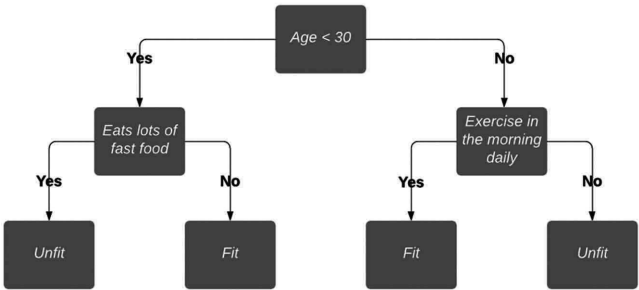 Age < 30
Yes
No
Eats lots of
fast food
Exercise in
the morning
daily
Yes
No
Yes
No
Unfit
Fit
Fit
Unfit